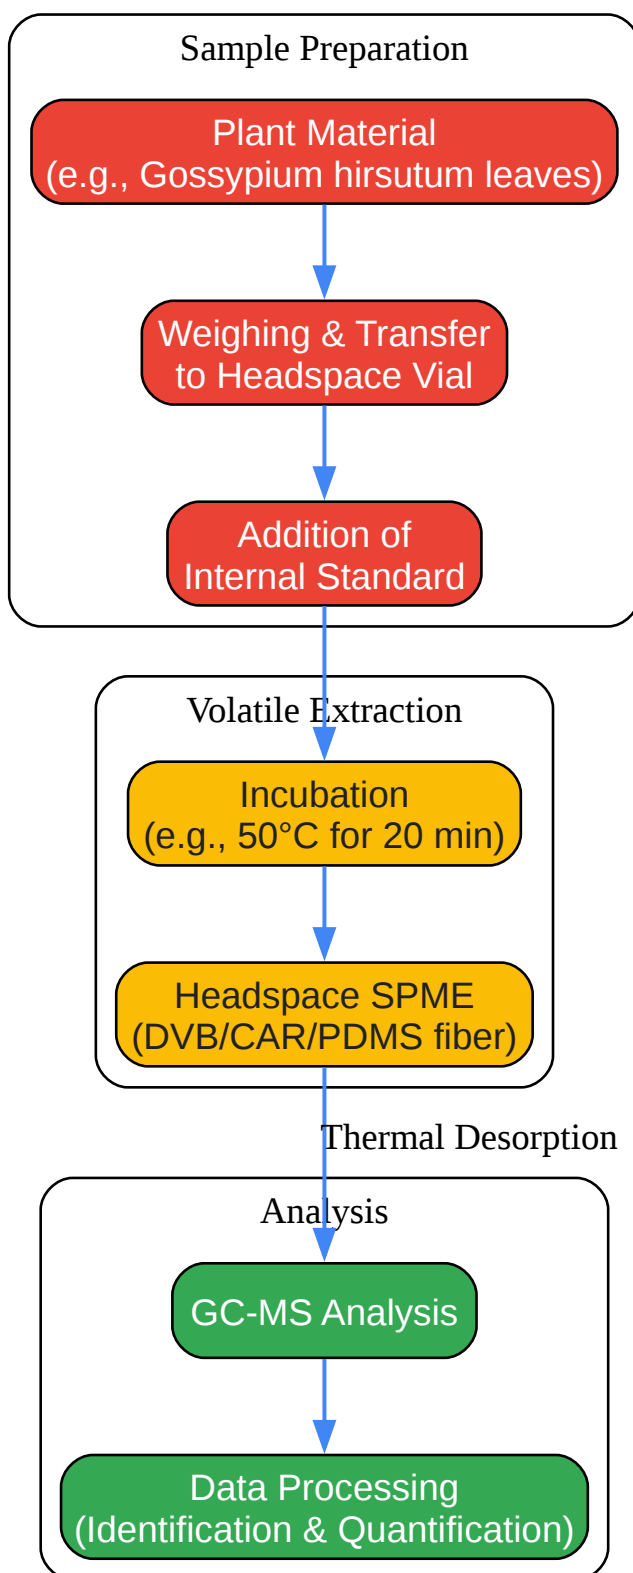 Sample Preparation
Plant Material
(e.g., Gossypium hirsutum leaves)
Weighing & Transfer
to Headspace Vial
Addition of
Internal Standard
Volatile Extraction
Incubation
(e.g., 50°C for 20 min)
Headspace SPME
(DVB/CAR/PDMS fiber)
Thermal Desorption
Analysis
GC-MS Analysis
Data Processing
(Identification & Quantification)